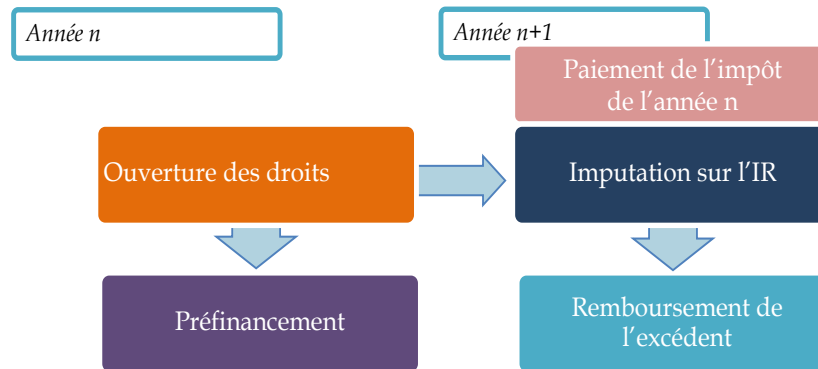 Année n
Année n+1
Paiement de l'impôt
de l'année n
Ouverture des droits
Imputation sur l'IR
Préfinancement
Remboursement de
l'excédent